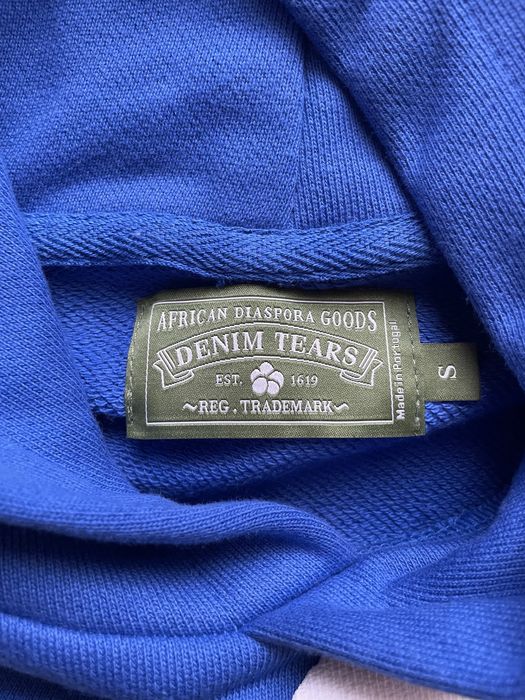 AFRICAN DIASPORA GOODS
DENIM TEARS
EST. 1619
~REG. TRADEMARK~
Made in Portugal
S